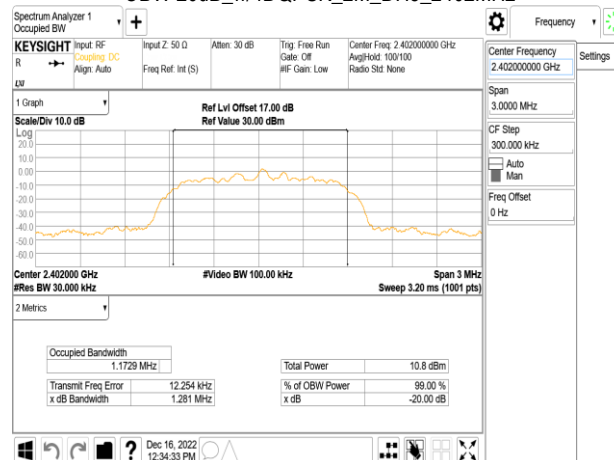 Spectrum Analyzer 1
Occupied BW
Frequency
Settings
KEYSIGHT
R
Input: RF
Coupling: DC
Align: Auto
Input Z: 50 Ω
Freq Ref: Int (S)
Atten: 30 dB
Trig: Free Run
Gate: Off
#IF Gain: Low
Center Freq: 2.402000000 GHz
Avg|Hold: 100/100
Radio Std: None
Center Frequency
2.402000000 GHz
Span
3.0000 MHz
CF Step
300.000 kHz
Auto
Man
Freq Offset
0 Hz
1 Graph
Scale/Div 10.0 dB
Ref Lvl Offset 17.00 dB
Ref Value 30.00 dBm
Log
20.0
10.0
0.00
-10.0
-20.0
-30.0
-40.0
-50.0
-60.0
Center 2.402000 GHz
#Res BW 30.000 kHz
#Video BW 100.00 kHz
Span 3 MHz
Sweep 3.20 ms (1001 pts)
2 Metrics
Occupied Bandwidth
1.1729 MHz
Transmit Freq Error 12.254 kHz
x dB Bandwidth 1.281 MHz
Total Power 10.8 dBm
% of OBW Power 99.00 %
x dB -20.00 dB
Dec 16, 2022
12:34:33 PM